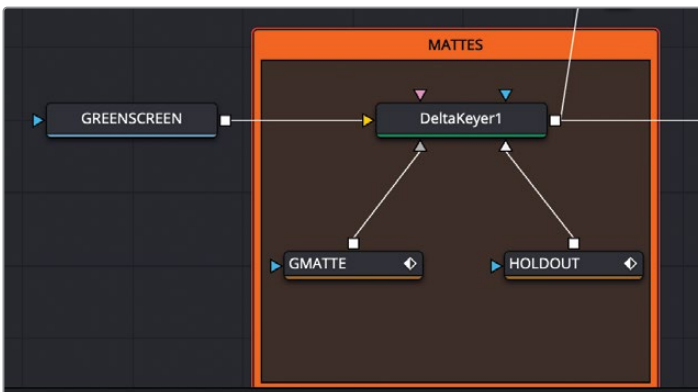 MATTES
GREENSCREEN
DeltaKeyer1
GMATTE
HOLDOUT